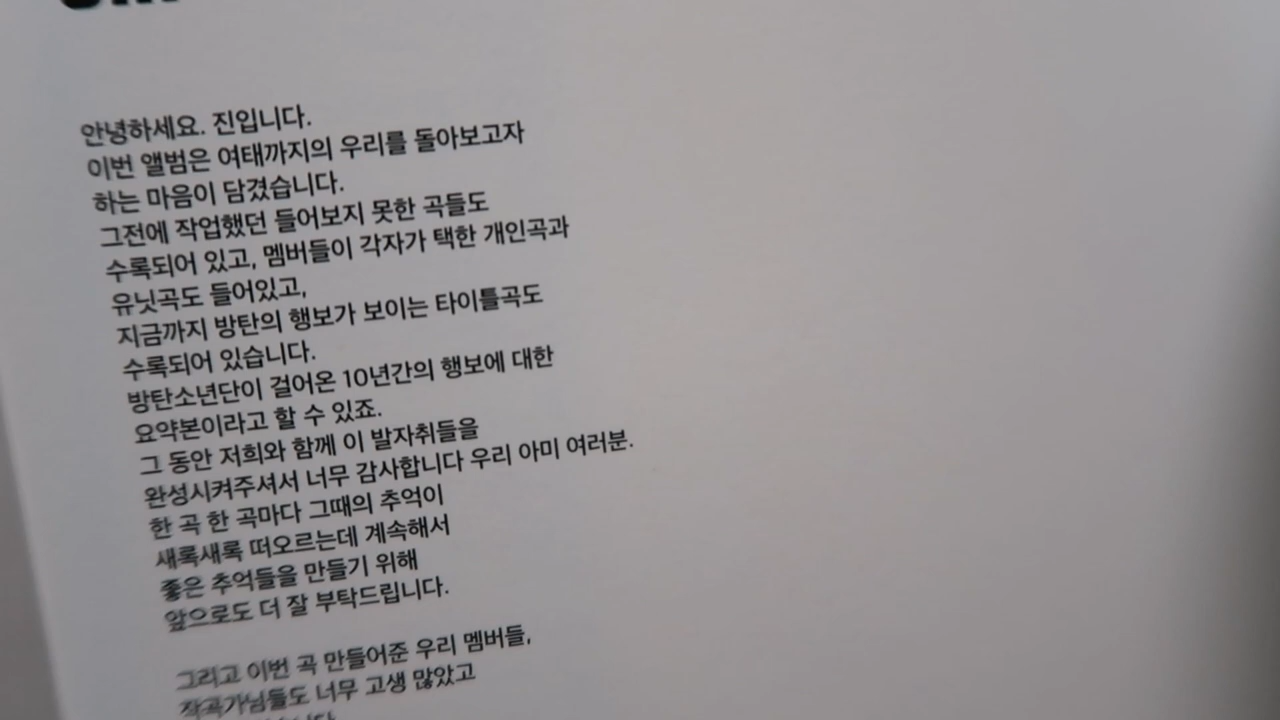 안녕하세요. 진입니다.
이번 앨범은 여태까지의 우리를 돌아보고자
하는 마음이 담겼습니다.
그전에 작업했던 들어보지 못한 곡들도
수록되어 있고, 멤버들이 각자가 택한 개인곡과
유닛곡도 들어있고,
지금까지 방탄의 행보가 보이는 타이틀곡도
수록되어 있습니다.
방탄소년단이 걸어온 10년간의 행보에 대한
요약본이라고 할 수 있죠.
그 동안 저희와 함께 이 발자취들을
완성시켜주셔서 너무 감사합니다 우리 아미 여러분.
한 곡 한 곡마다 그때의 추억이
새록새록 떠오르는데 계속해서
좋은 추억들을 만들기 위해
앞으로도 더 잘 부탁드립니다.
그리고 이번 곡 만들어준 우리 멤버들,
작곡가님들도 너무 고생 많았고